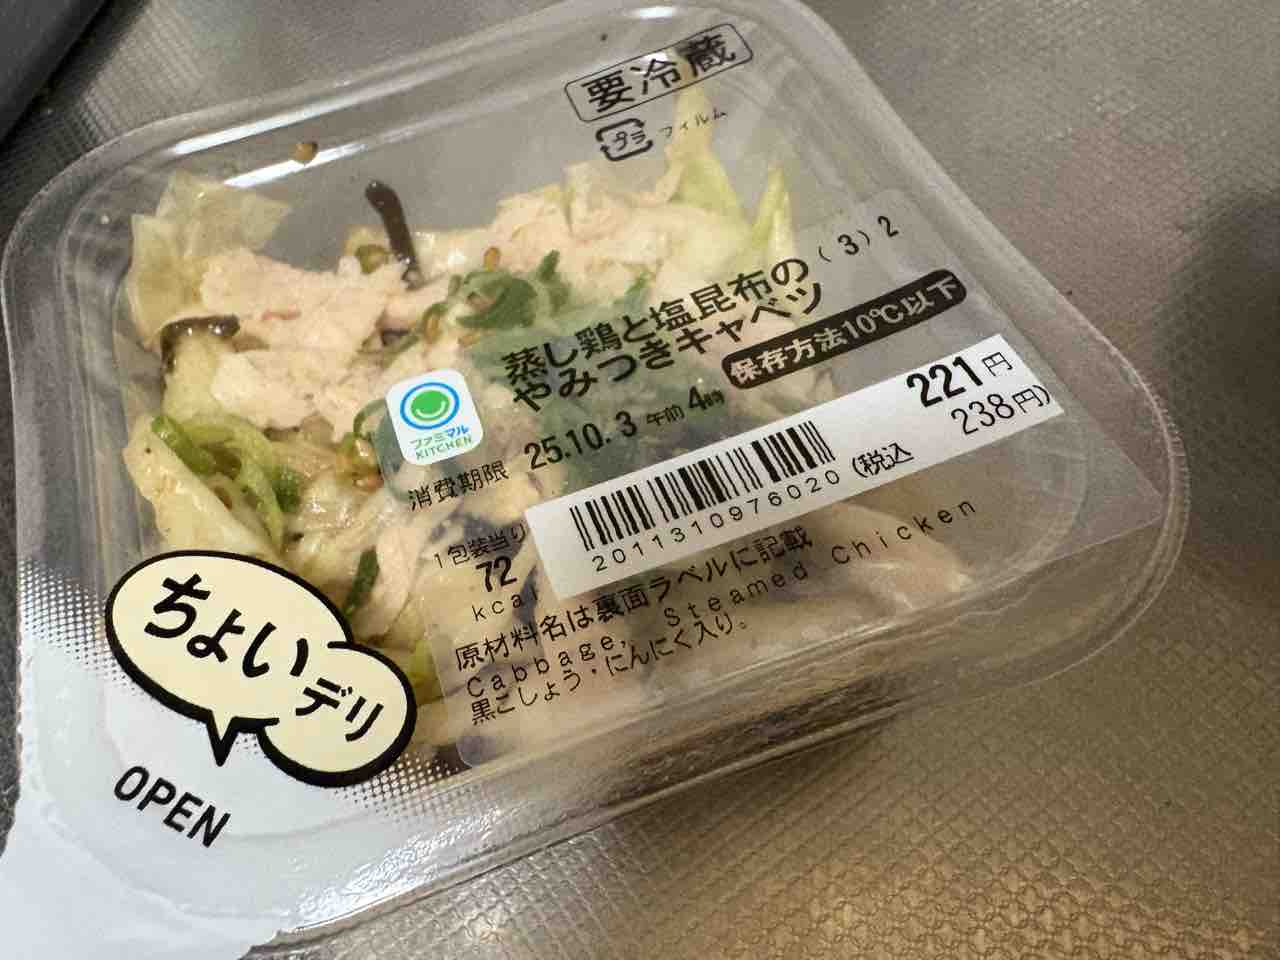 要冷蔵
プラ フィルム
(3)2
蒸し鶏と塩昆布の
やみつきキャベツ
保存方法10℃以下
ファミマル
KITCHEN
消費期限 25.10. 3 午前 4時
221円
(税込 238円)
2011310976020
1包装当り
72
kcal
原材料名は裏面ラベルに記載
Cabbage, Steamed Chicken
黒こしょう・にんにく入り。
ちょい
デリ
OPEN